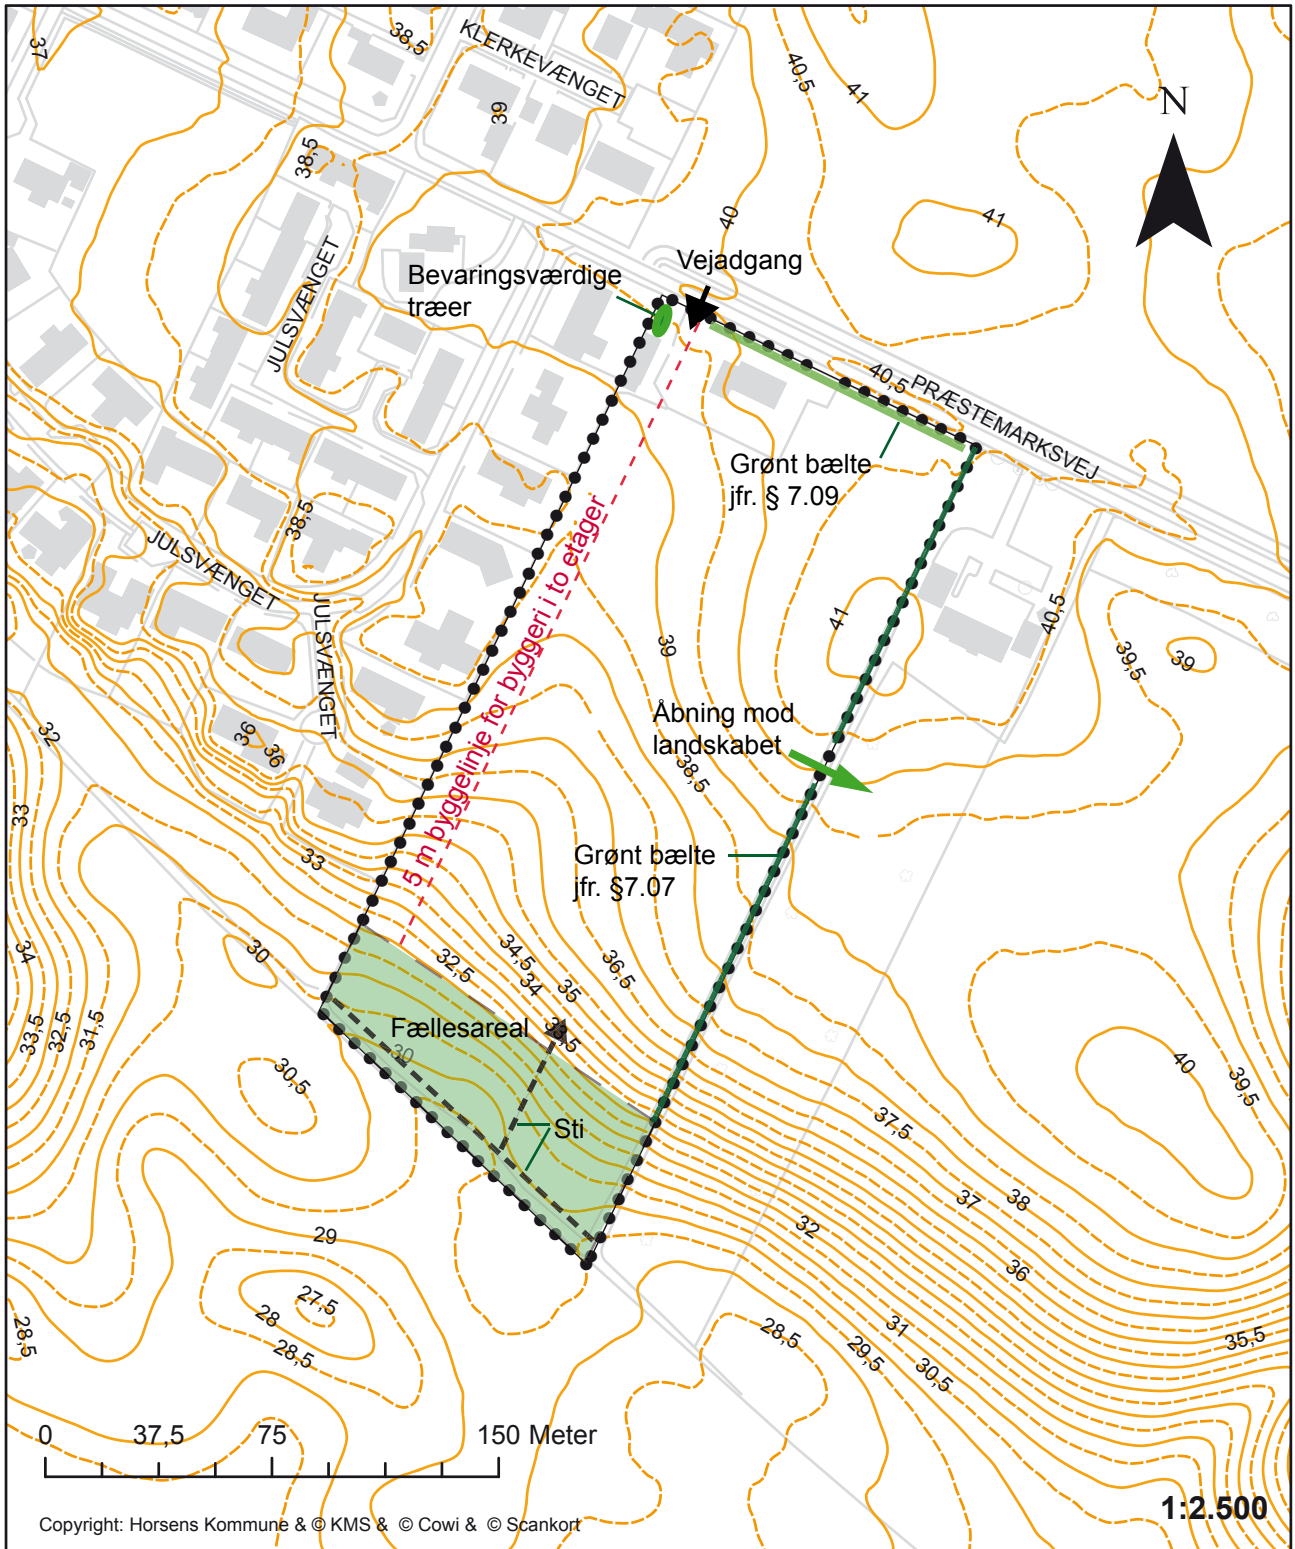 37
38,5
KLERKEVÆNGET
40,5
41
N
39
38,5
40
41
Vejadgang
Bevaringsværdige
træer
JULSVÆNGET
40,5
PRÆSTEMARKSVEJ
Grønt bælte
jfr. § 7.09
38,5
JULSVÆNGET
JULSVÆNGET
5 m byggelinje for byggeri i to etager
39
41
40,5
39,5
39
32
36
36
Åbning mod
landskabet
38,5
33
33
Grønt bælte
jfr. §7.07
34
30
32,5
34,5
34
35
36,5
33,5
32,5
31,5
Fællesareal
33,5
30
30,5
40
39,5
Sti
37,5
37
38
32
29
36
27,5
28
28,5
28,5
28,5
31
29,5
30,5
35,5
0
37,5
75
150 Meter
1:2.500
Copyright: Horsens Kommune & © KMS & © Cowi & © Scankort